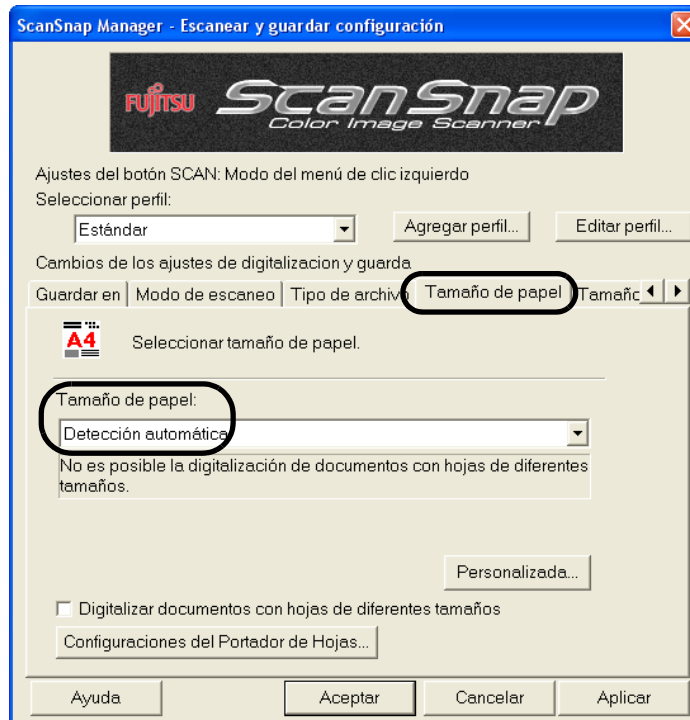 ScanSnap Manager - Escanear y guardar configuración
FUJITSU ScanSnap
Color Image Scanner
Ajustes del botón SCAN: Modo del menú de clic izquierdo
Seleccionar perfil:
Estándar Agregar perfil... Editar perfil...
Cambios de los ajustes de digitalizacion y guarda
Guardar en Modo de escaneo Tipo de archivo Tamaño de papel Tamaño
A4 Seleccionar tamaño de papel.
Tamaño de papel:
Detección automática
No es posible la digitalización de documentos con hojas de diferentes
tamaños.
Personalizada...
Digitalizar documentos con hojas de diferentes tamaños
Configuraciones del Portador de Hojas...
Ayuda Aceptar Cancelar Aplicar